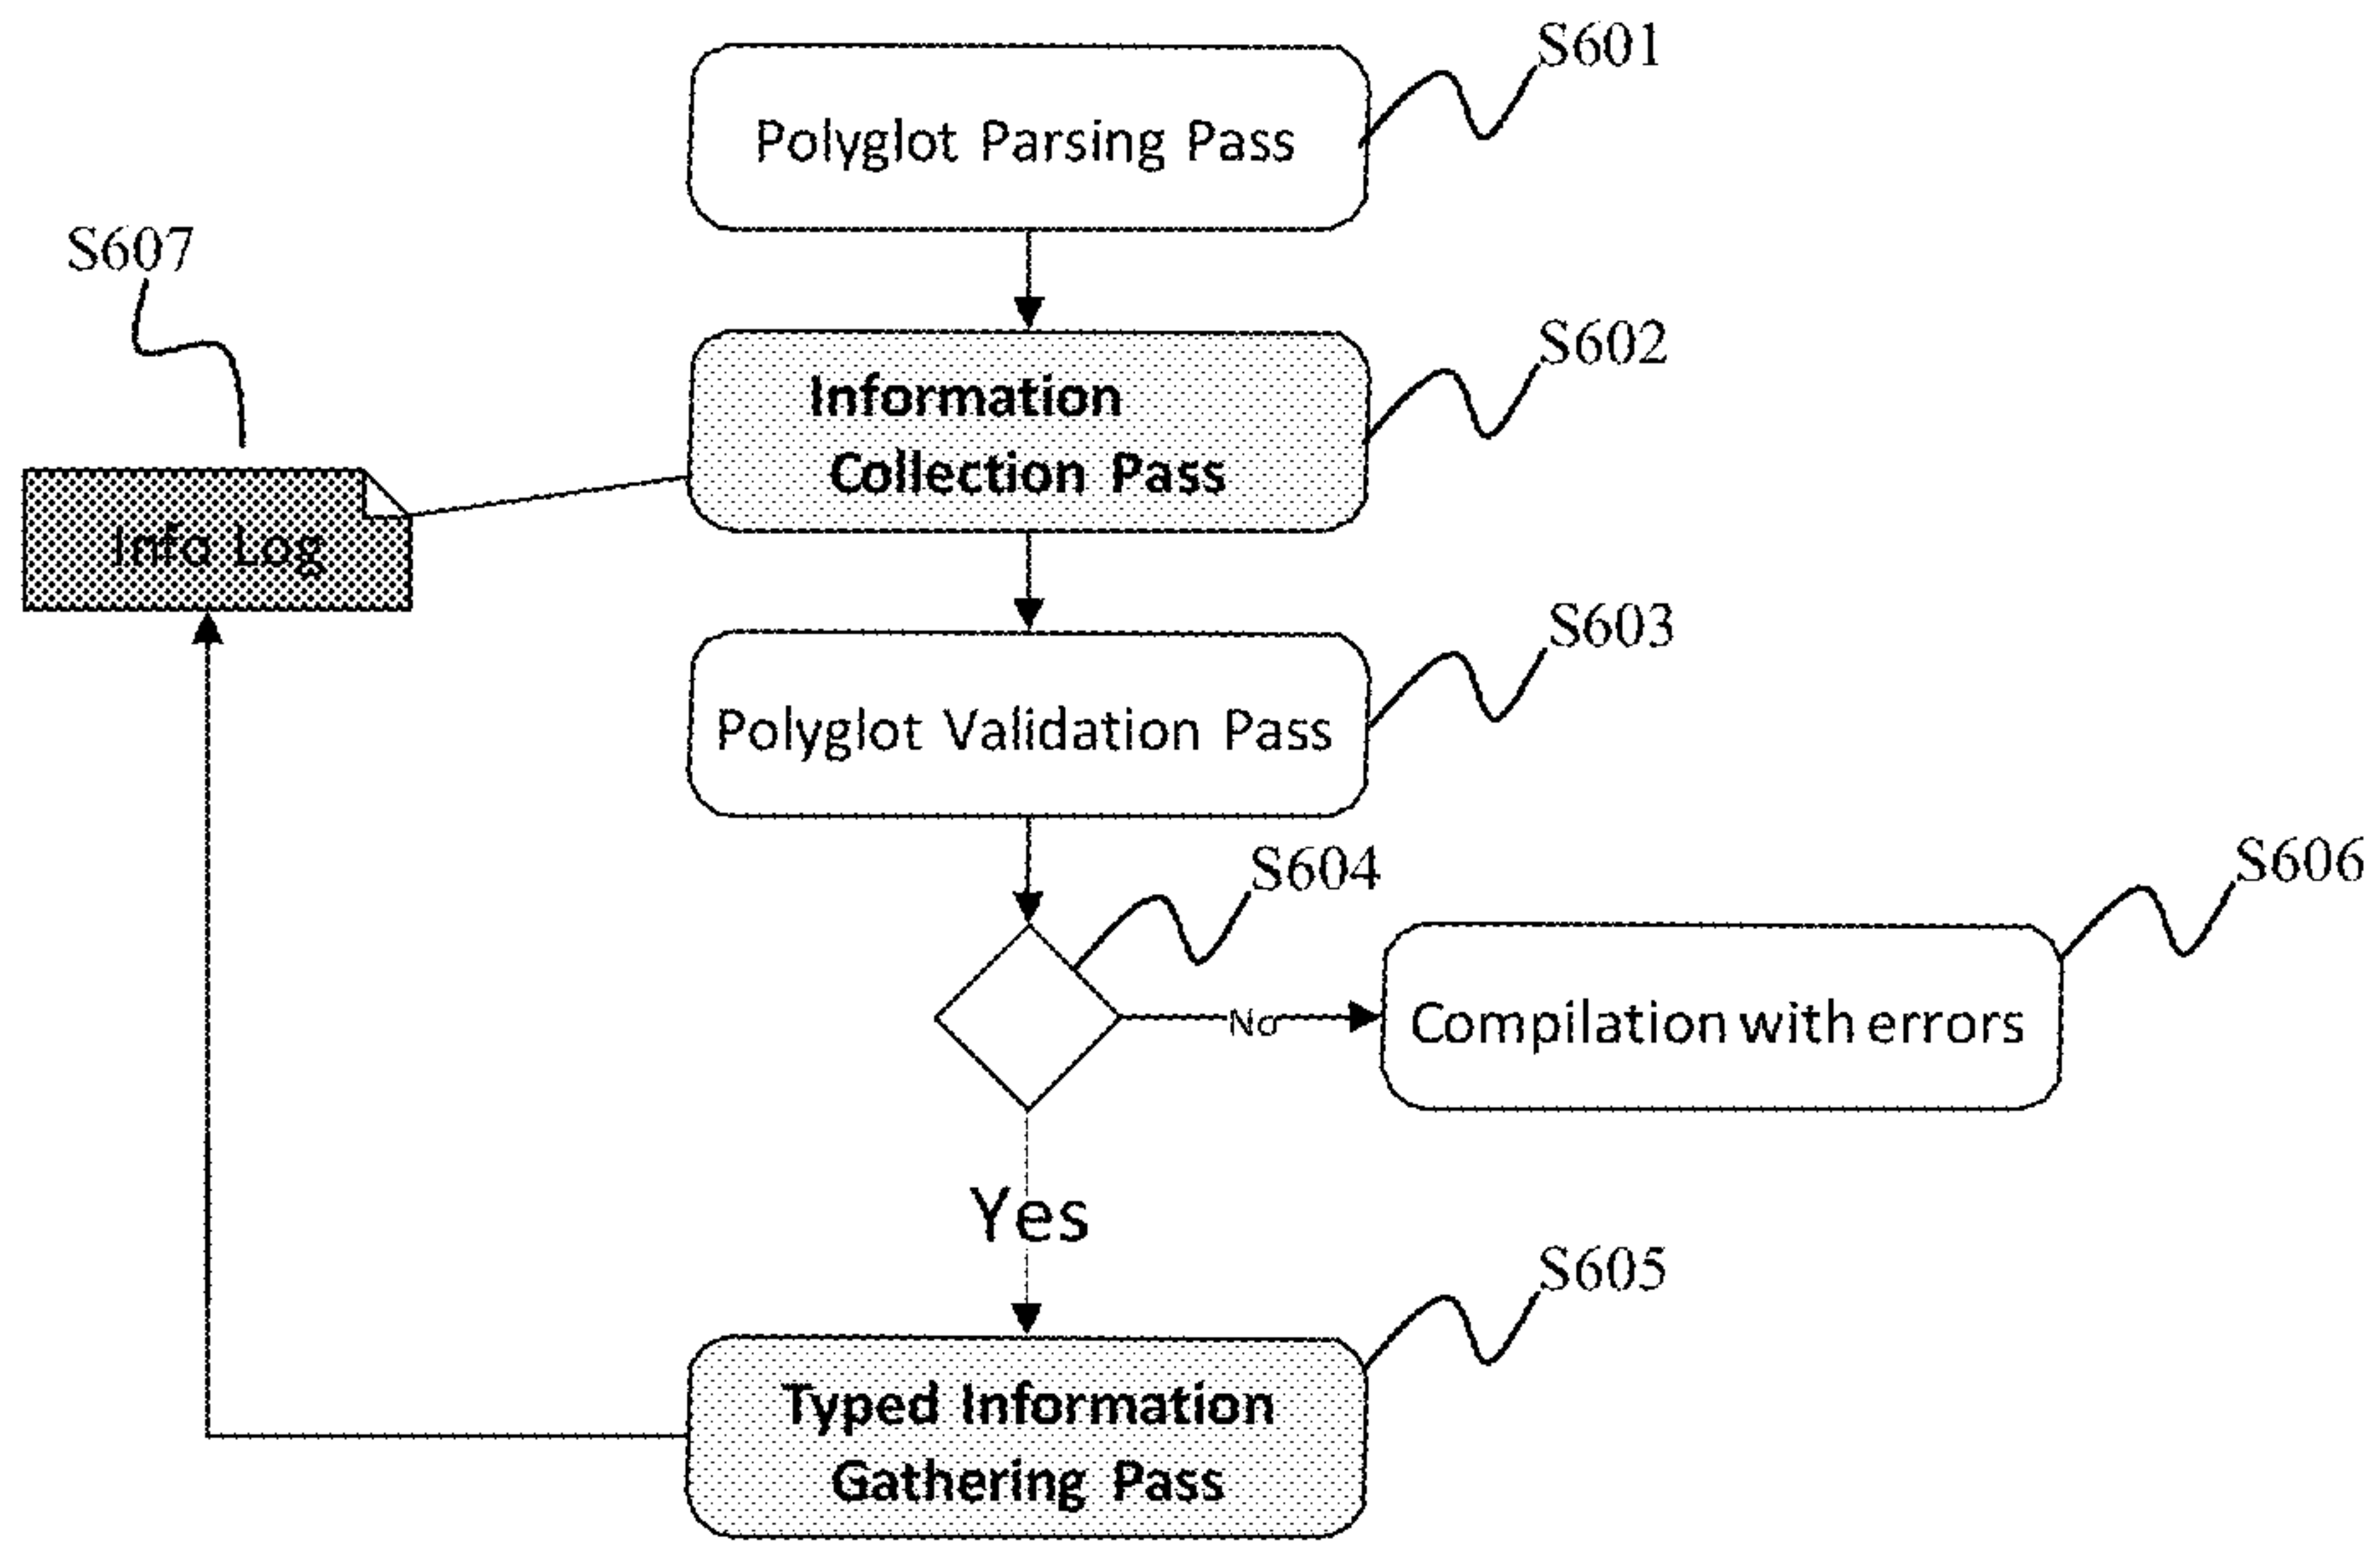 S601
Polyglot Parsing Pass
S607
S602
Information
Collection Pass
Info Log
S603
Polyglot Validation Pass
S604
S606
No
Compilation with errors
Yes
S605
Typed Information
Gathering Pass